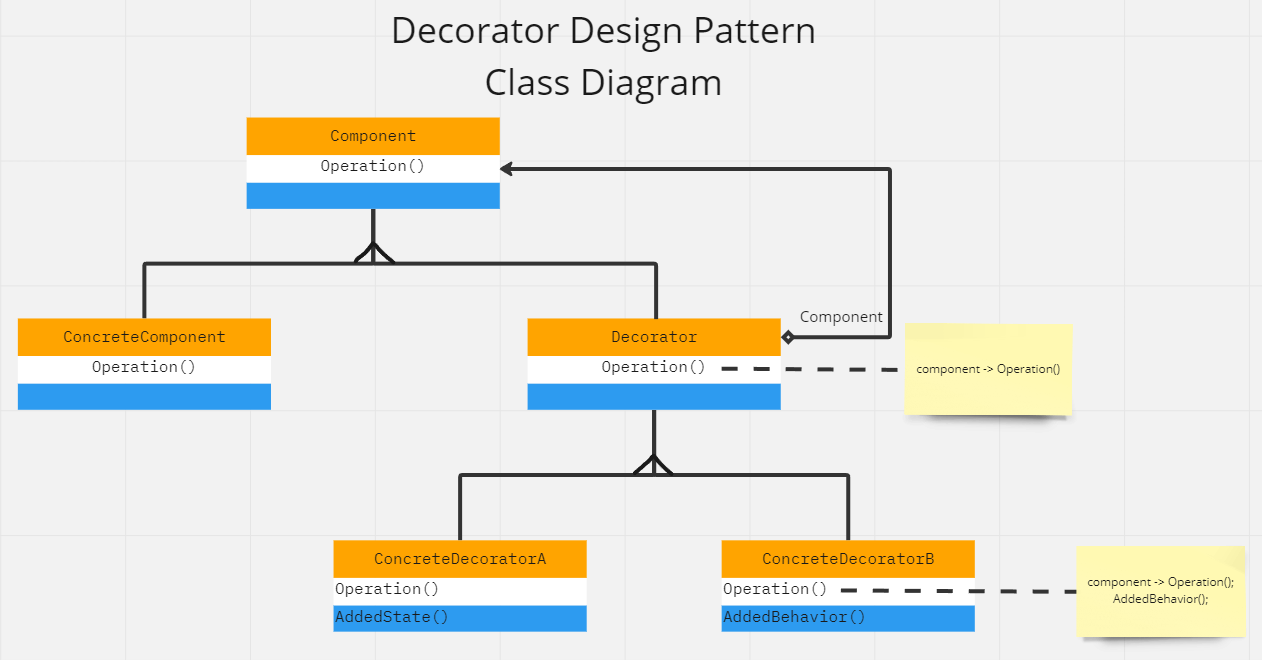 Decorator Design Pattern
Class Diagram
Component
Operation()
Component
ConcreteComponent
Operation()
Decorator
Operation()
component -> Operation()
ConcreteDecoratorA
Operation()
AddedState()
ConcreteDecoratorB
Operation()
AddedBehavior()
component -> Operation();
AddedBehavior();